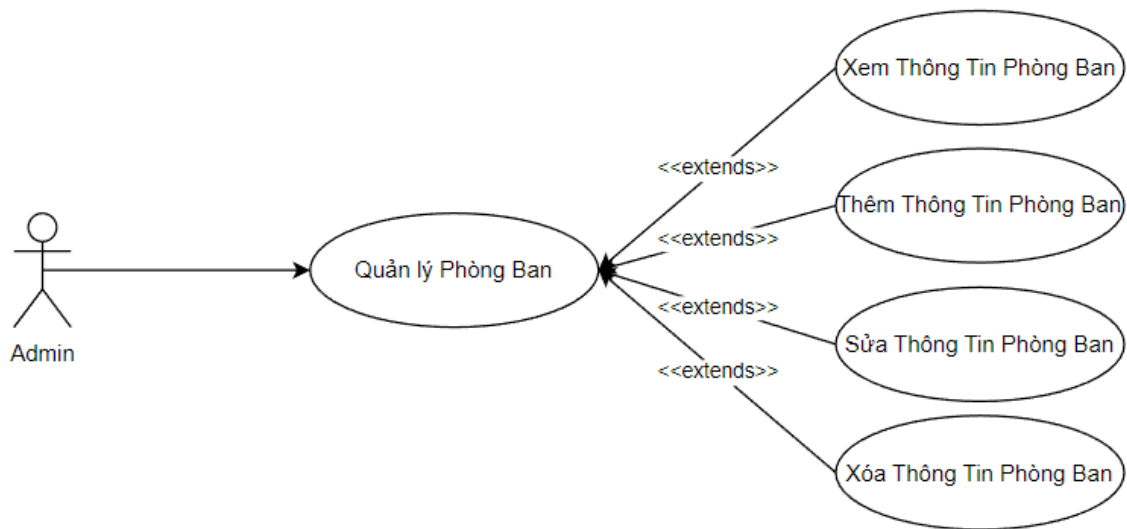 Xem Thông Tin Phòng Ban
<<extends>>
Thêm Thông Tin Phòng Ban
<<extends>>
Quản lý Phòng Ban
<<extends>>
Sửa Thông Tin Phòng Ban
Admin
<<extends>>
Xóa Thông Tin Phòng Ban